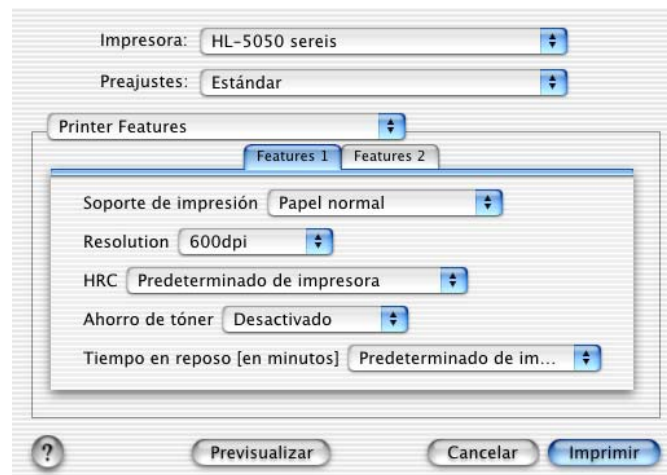 Impresora: HL-5050 sereis
Preajustes: Estándar
Printer Features
Features 1 Features 2
Soporte de impresión Papel normal
Resolution 600dpi
HRC Predeterminado de impresora
Ahorro de tóner Desactivado
Tiempo en reposo [en minutos] Predeterminado de im...
? Previsualizar Cancelar Imprimir